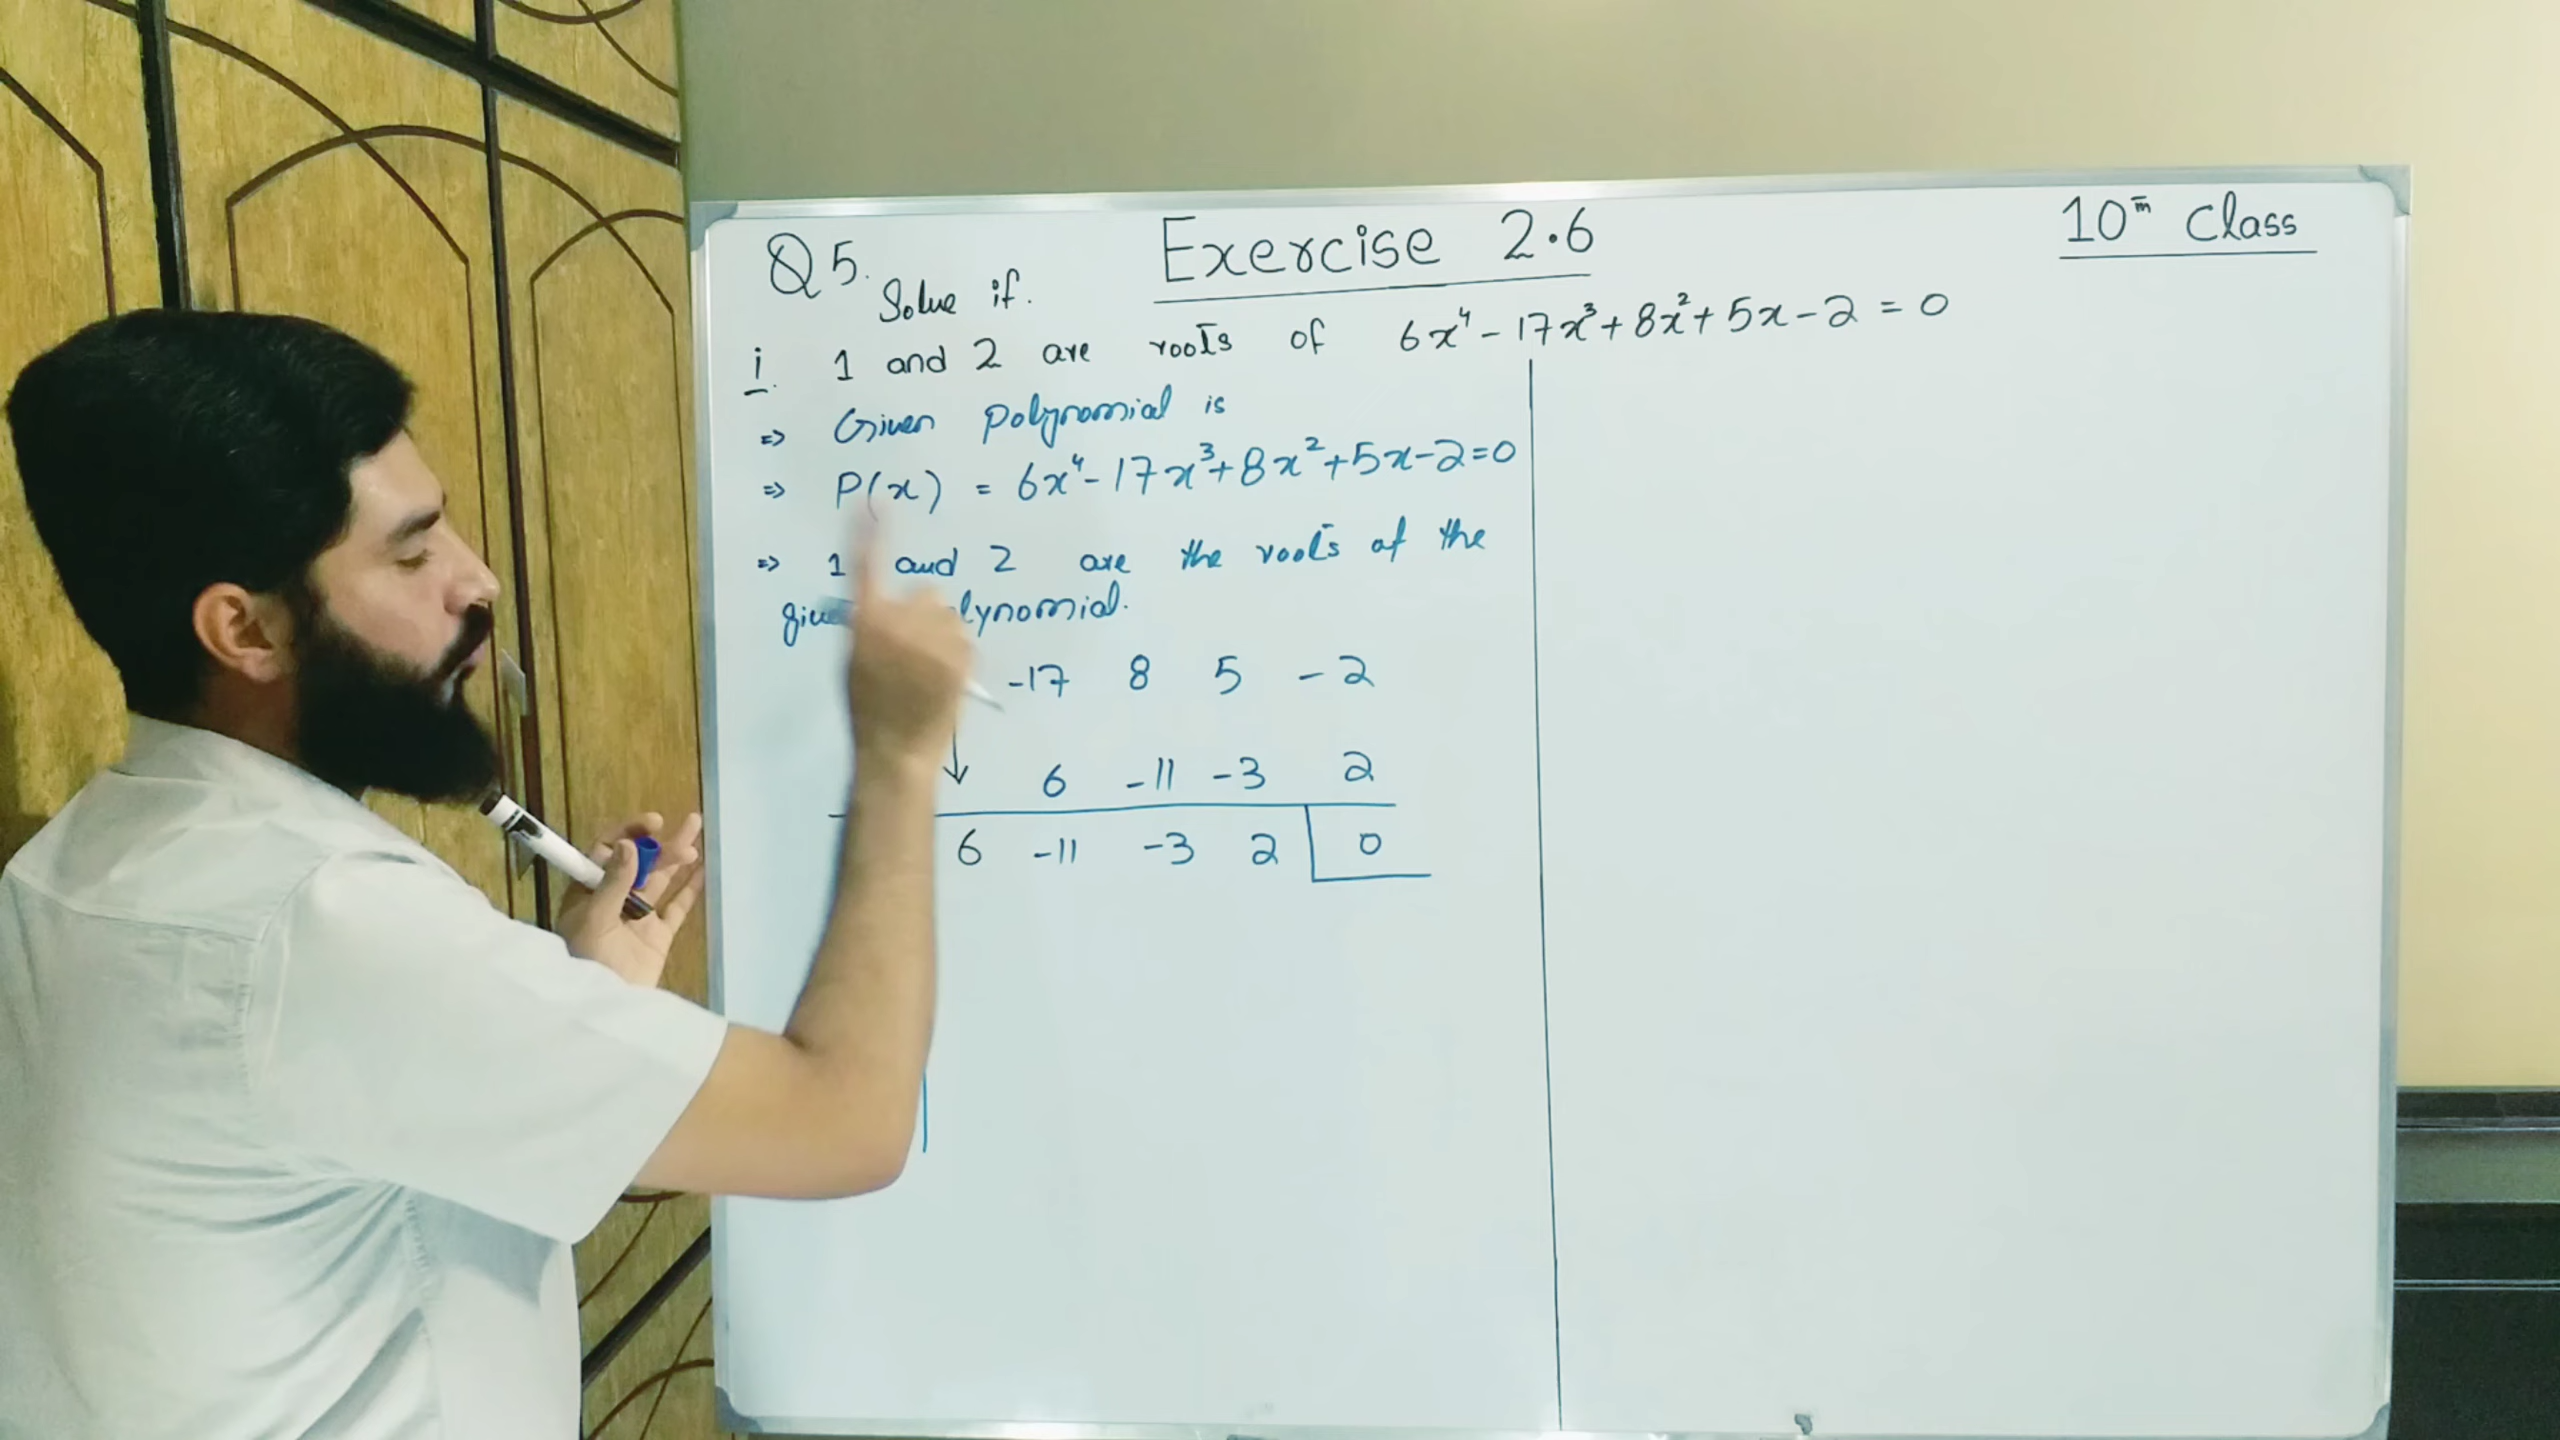 Exercise 2.6
10th Class
Q5. Solve if.
i. 1 and 2 are roots of 6x⁴-17x³+8x²+5x-2=0
⇒ Given polynomial is
⇒ P(x) = 6x⁴-17x³+8x²+5x-2=0
⇒ 1 and 2 are the roots of the
polynomial.
-17 8 5 -2
↓ 6 -11 -3 2
6 -11 -3 2 0